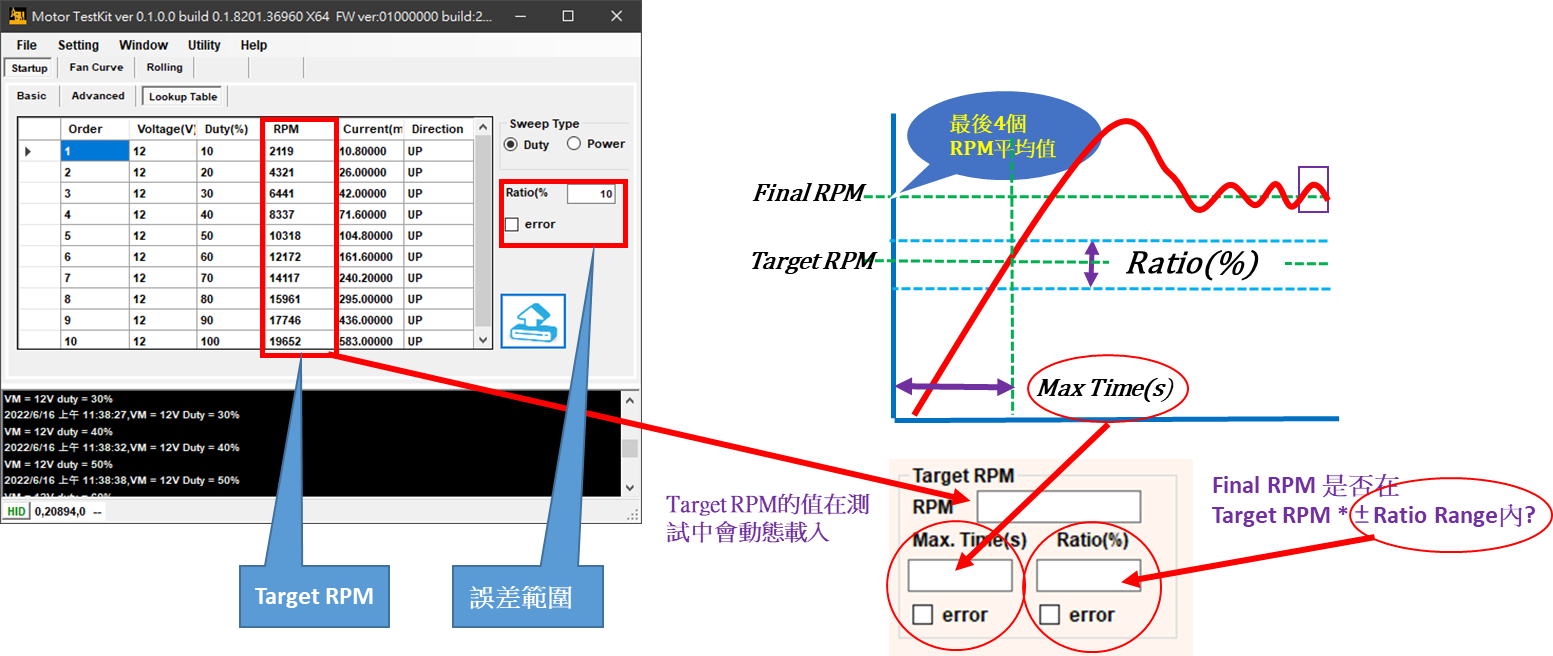 Motor TestKit ver 0.1.0.0 build 0.1.8201.36960 X64 FW ver:01000000 build:2...
File Setting Window Utility Help
Startup Fan Curve Rolling
Basic Advanced Lookup Table
Order Voltage(V) Duty(%) RPM Current(m Direction
1 12 10 2119 10.80000 UP
2 12 20 4321 26.00000 UP
3 12 30 6441 42.00000 UP
4 12 40 8337 71.60000 UP
5 12 50 10318 104.80000 UP
6 12 60 12172 161.60000 UP
7 12 70 14117 240.20000 UP
8 12 80 15961 295.00000 UP
9 12 90 17746 436.00000 UP
10 12 100 19652 583.00000 UP
Sweep Type
Duty Power
Ratio(% 10
error
VM = 12V duty = 30%
2022/6/16 上午 11:38:27,VM = 12V Duty = 30%
VM = 12V duty = 40%
2022/6/16 上午 11:38:32,VM = 12V Duty = 40%
VM = 12V duty = 50%
2022/6/16 上午 11:38:38,VM = 12V Duty = 50%
VM = 12V duty = 60%
HID 0,20894,0 --
Target RPM
誤差範圍
最後4個
RPM平均值
Final RPM
Target RPM
Ratio(%)
Max Time(s)
Target RPM的值在測
試中會動態載入
Target RPM
RPM
Max. Time(s) Ratio(%)
error error
Final RPM 是否在
Target RPM *±Ratio Range內?